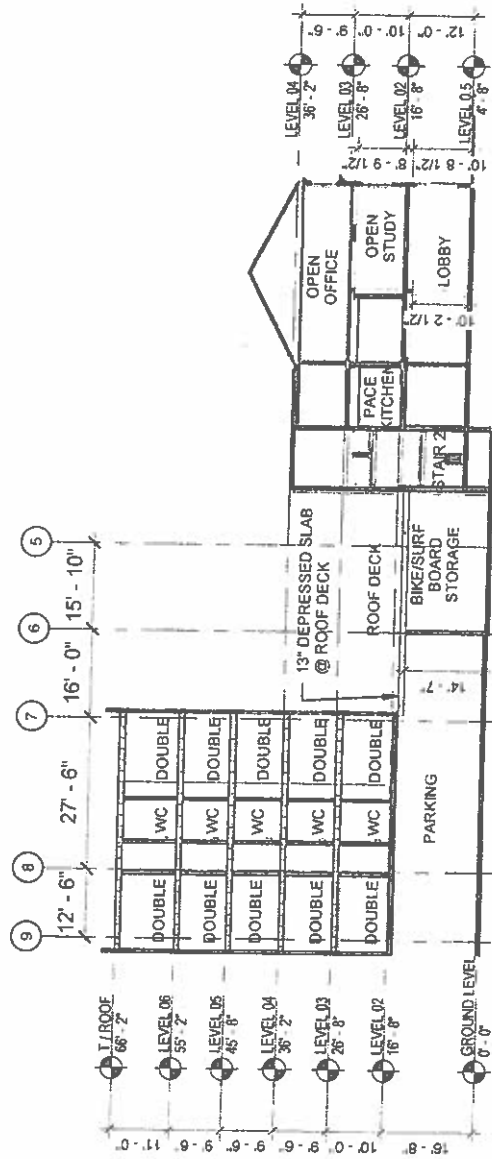 9
8
7
6
5
12' - 6"
27' - 6"
16' - 0"
15' - 10"
T / ROOF
66' - 2"
LEVEL 06
55' - 2"
LEVEL 05
45' - 8"
LEVEL 04
36' - 2"
LEVEL 03
26' - 8"
LEVEL 02
16' - 8"
GROUND LEVEL
0' - 0"
11' - 0"
9' - 6"
9' - 6"
9' - 6"
10' - 0"
16' - 8"
DOUBLE
WC
DOUBLE
DOUBLE
WC
DOUBLE
DOUBLE
WC
DOUBLE
DOUBLE
WC
DOUBLE
DOUBLE
WC
DOUBLE
PARKING
14' - 7"
13" DEPRESSED SLAB
@ ROOF DECK
ROOF DECK
BIKE/SURF
BOARD
STORAGE
STAIR 2
PACE
KITCHEN
OPEN
OFFICE
OPEN
STUDY
LOBBY
10' - 2 1/2"
8' - 9 1/2"
10' - 8 1/2"
LEVEL 04
36' - 2"
LEVEL 03
26' - 8"
LEVEL 02
16' - 8"
LEVEL 0.5
4' - 8"
9' - 6"
10' - 0"
12' - 0"